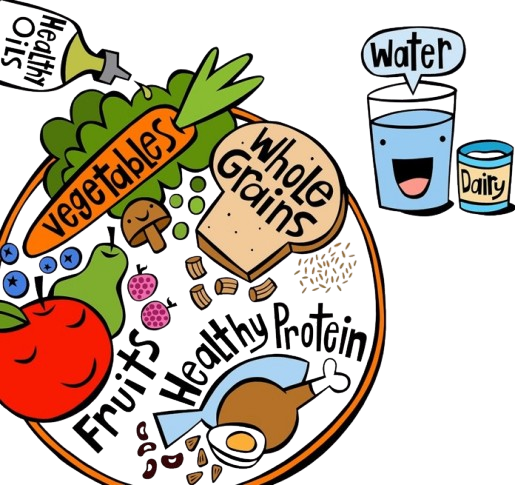 Healthy
Oils
Water
Vegetables
Whole
Grains
Dairy
Healthy Protein
Fruits